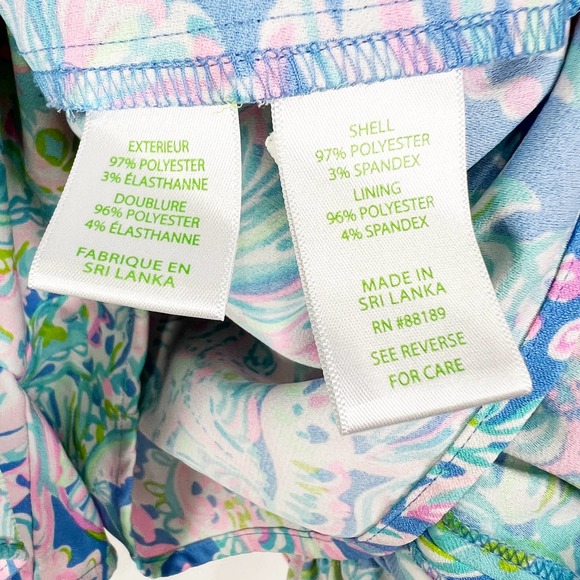 EXTERIEUR
97% POLYESTER
3% ÉLASTHANNE
DOUBLURE
96% POLYESTER
4% ÉLASTHANNE
FABRIQUE EN
SRI LANKA
SHELL
97% POLYESTER
3% SPANDEX
LINING
96% POLYESTER
4% SPANDEX
MADE IN
SRI LANKA
RN #88189
SEE REVERSE
FOR CARE